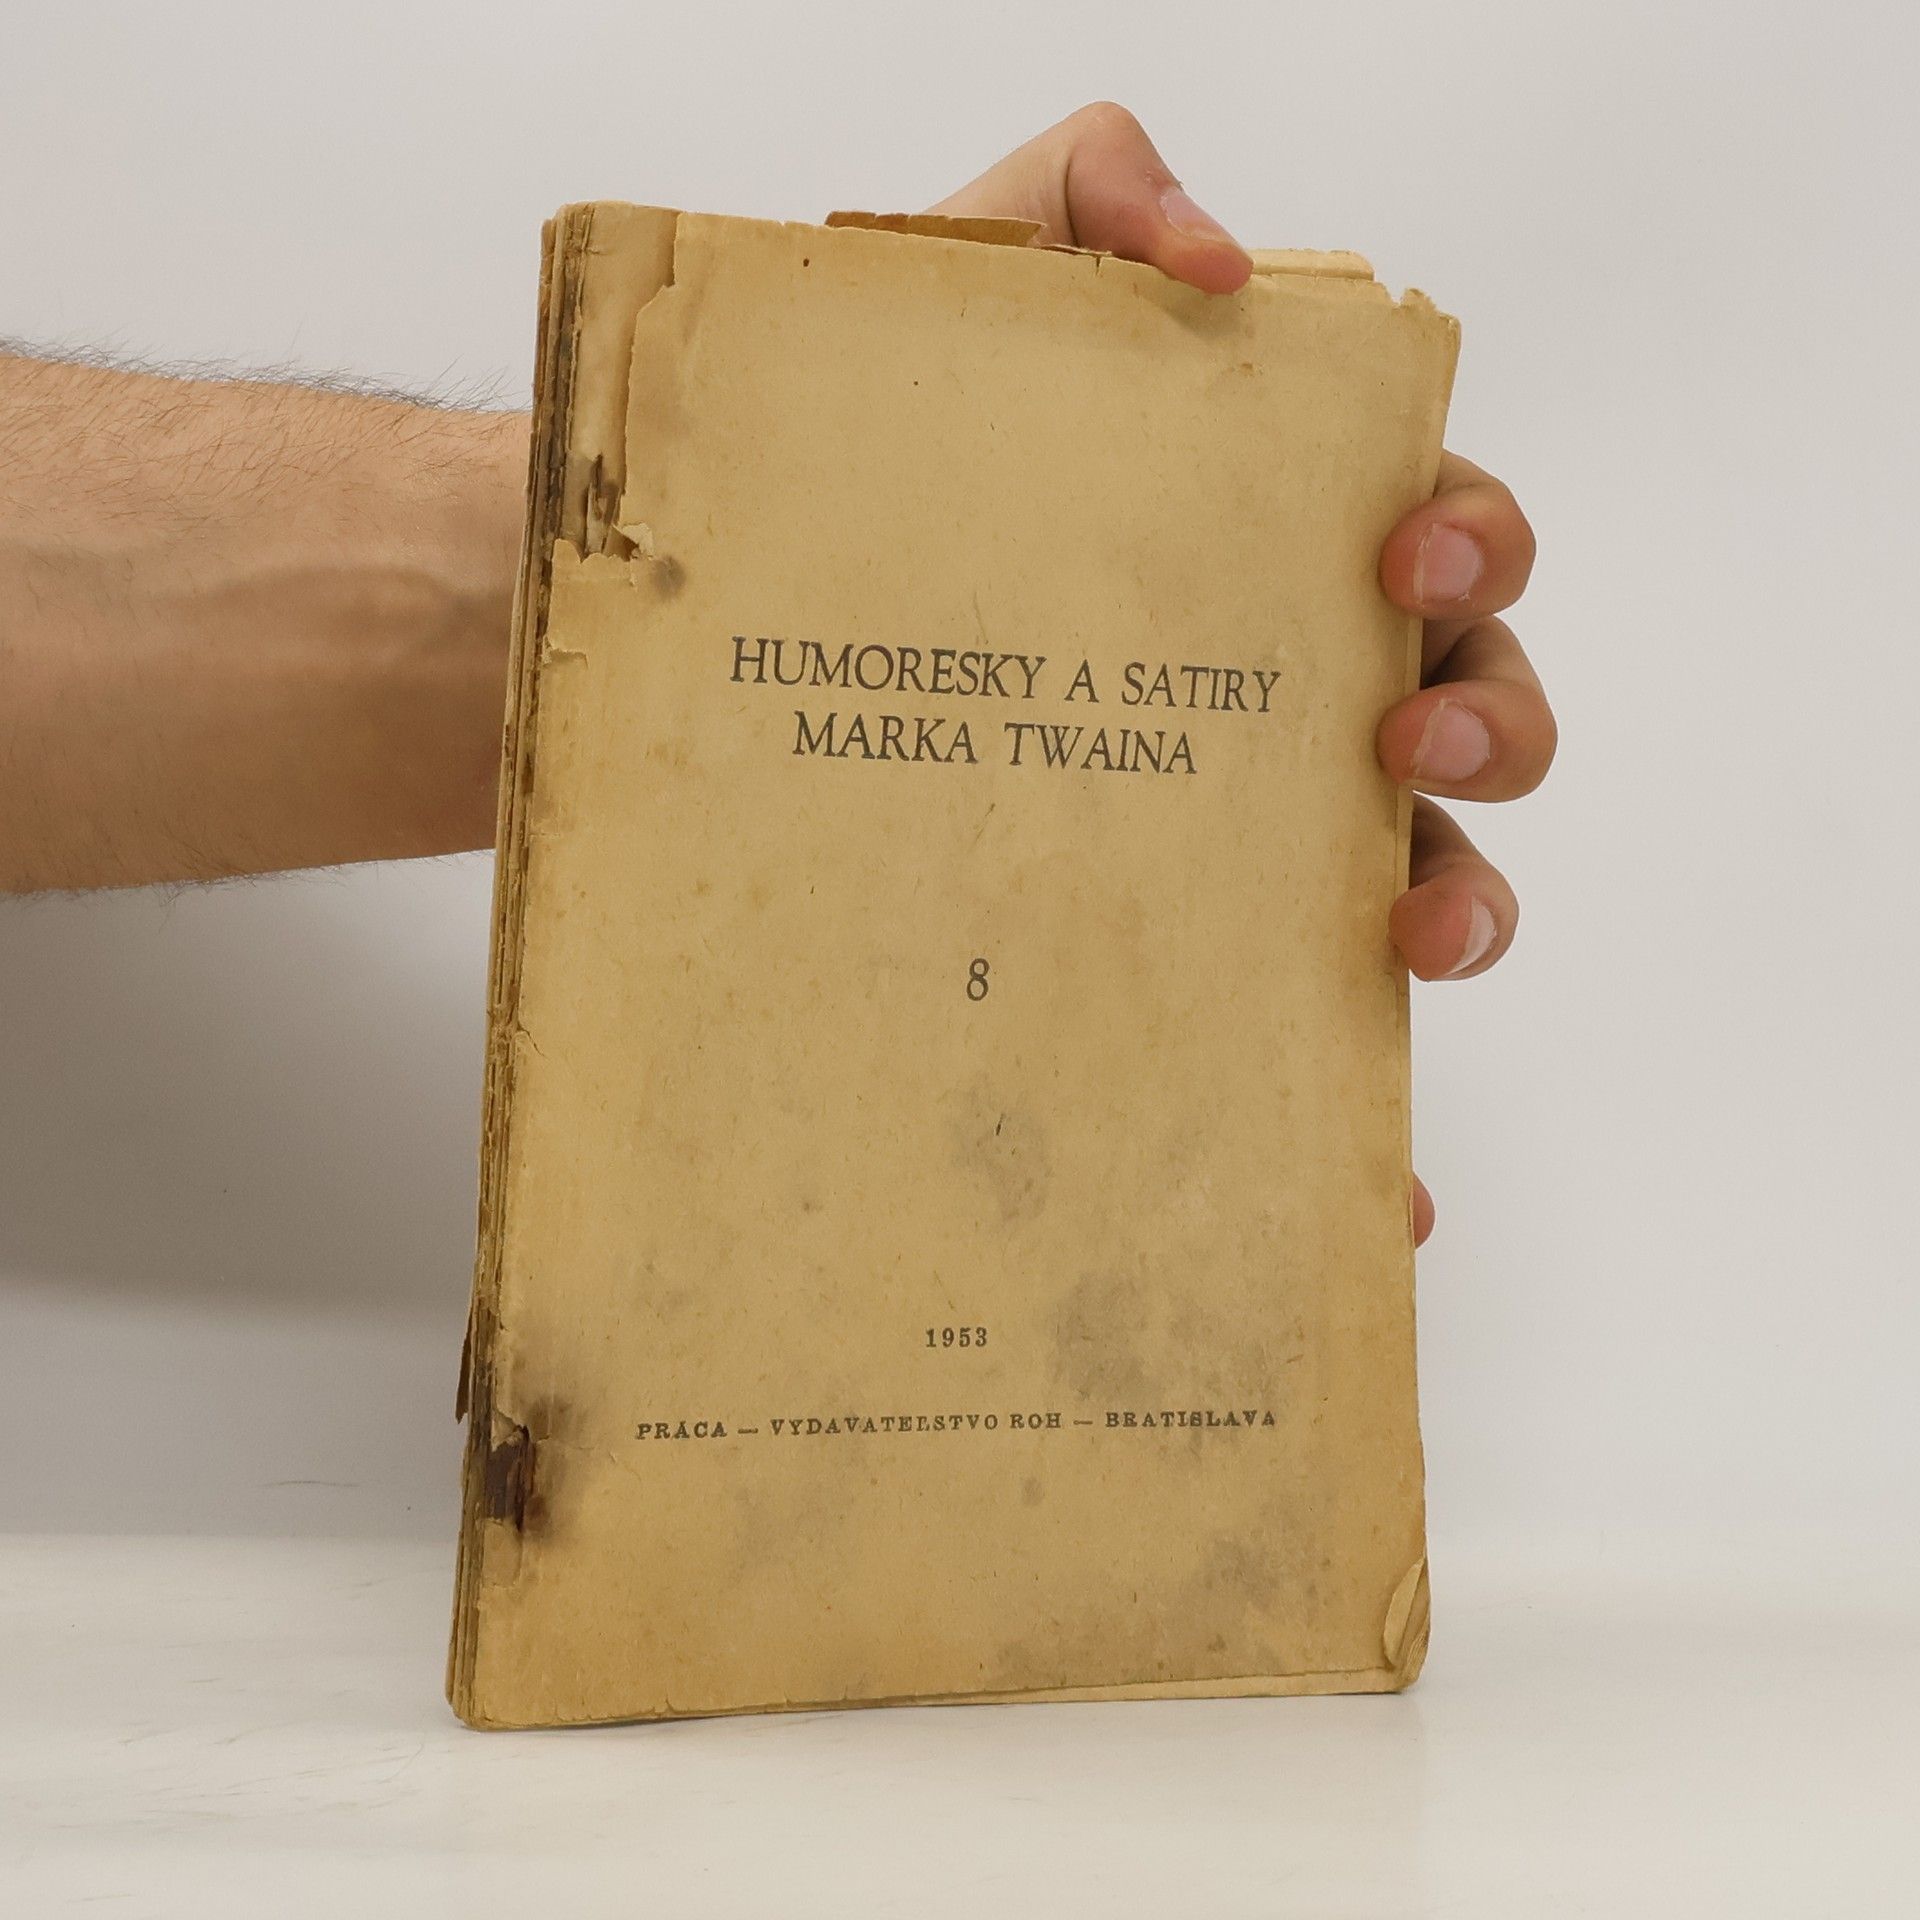 HUMORESKY A SATIRY
MARKA TWAINA
8
1953
PRÁCA — VYDAVATEĽSTVO ROH — BRATISLAVA